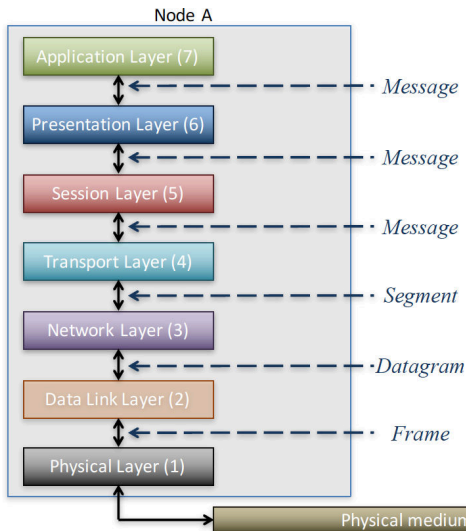 Node A
Application Layer (7)
Message
Presentation Layer (6)
Message
Session Layer (5)
Message
Transport Layer (4)
Segment
Network Layer (3)
Datagram
Data Link Layer (2)
Frame
Physical Layer (1)
Physical medium